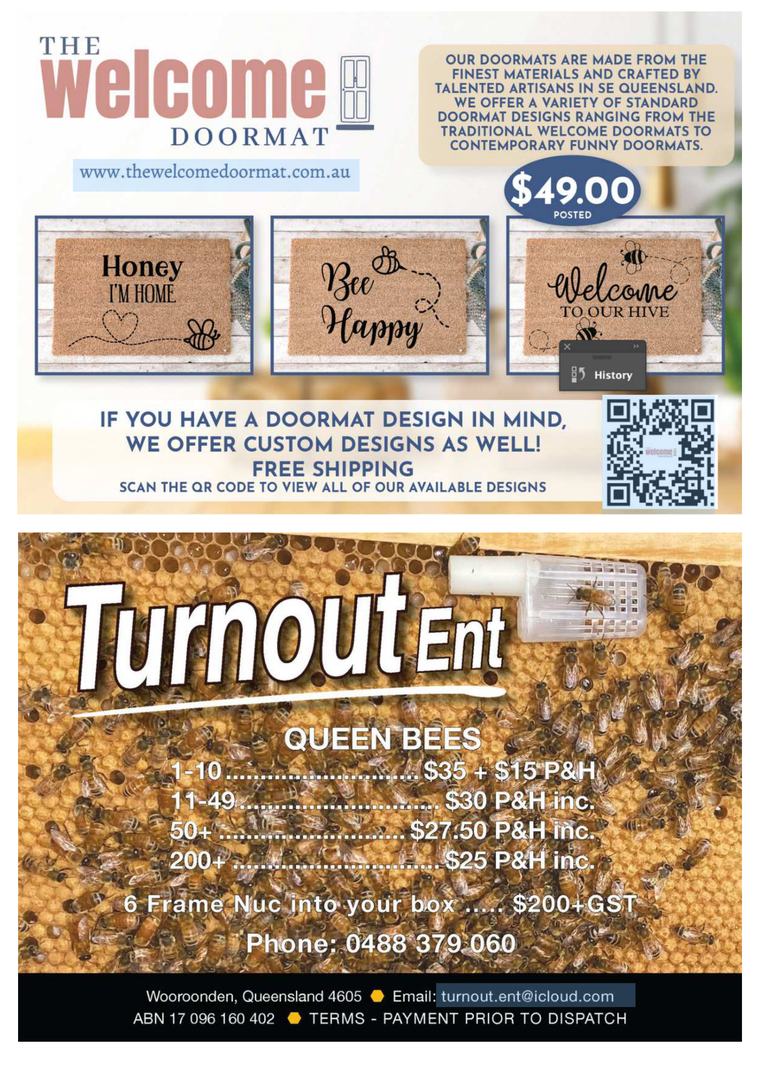 THE
welcome
DOORMAT
www.thewelcomedoormat.com.au
OUR DOORMATS ARE MADE FROM THE
FINEST MATERIALS AND CRAFTED BY
TALENTED ARTISANS IN SE QUEENSLAND.
WE OFFER A VARIETY OF STANDARD
DOORMAT DESIGNS RANGING FROM THE
TRADITIONAL WELCOME DOORMATS TO
CONTEMPORARY FUNNY DOORMATS.
$49.00
POSTED
Honey
I'M HOME
Bee
Happy
Welcome
TO OUR HIVE
History
IF YOU HAVE A DOORMAT DESIGN IN MIND,
WE OFFER CUSTOM DESIGNS AS WELL!
FREE SHIPPING
SCAN THE QR CODE TO VIEW ALL OF OUR AVAILABLE DESIGNS
welcome
Turnout Ent
QUEEN BEES
1-10 ............................ $35 + $15 P&H
11-49 ............................. $30 P&H inc.
50+ ........................... $27.50 P&H inc.
200+ .............................. $25 P&H inc.
6 Frame Nuc into your box ..... $200+GST
Phone: 0488 379 060
Wooroonden, Queensland 4605 Email: turnout.ent@icloud.com
ABN 17 096 160 402 TERMS - PAYMENT PRIOR TO DISPATCH